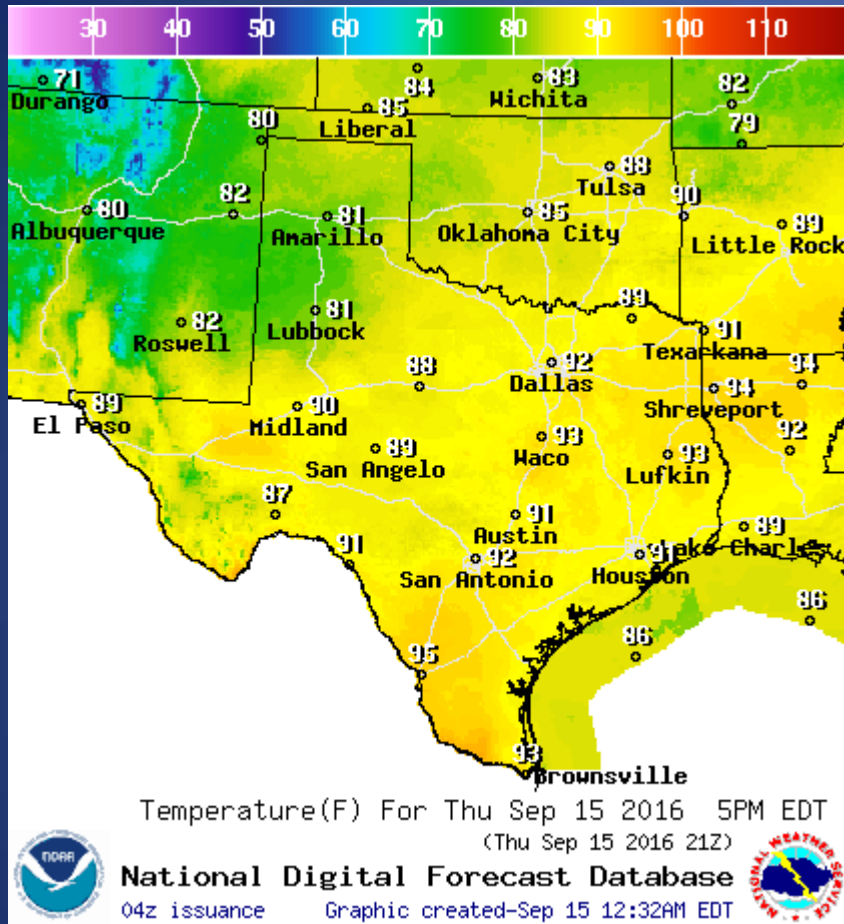 30 40 50 60 70 80 90 100 110
71
Durango
84
83
Wichita
82
85
Liberal
80
79
88
Tulsa
80
Albuquerque
82
81
Amarillo
85
Oklahoma City
90
89
Little Rock
82
Roswell
81
Lubbock
89
91
Texarkana
92
Dallas
88
94
Shreveport
94
89
El Paso
90
Midland
89
San Angelo
93
Waco
93
Lufkin
92
87
91
Austin
89
Lake Charles
91
92
San Antonio
91
Houston
86
86
95
93
Brownsville
Temperature(F) For Thu Sep 15 2016 5PM EDT
(Thu Sep 15 2016 21Z)
NOAA
National Digital Forecast Database
04z issuance Graphic created-Sep 15 12:32AM EDT
NATIONAL WEATHER SERVICE